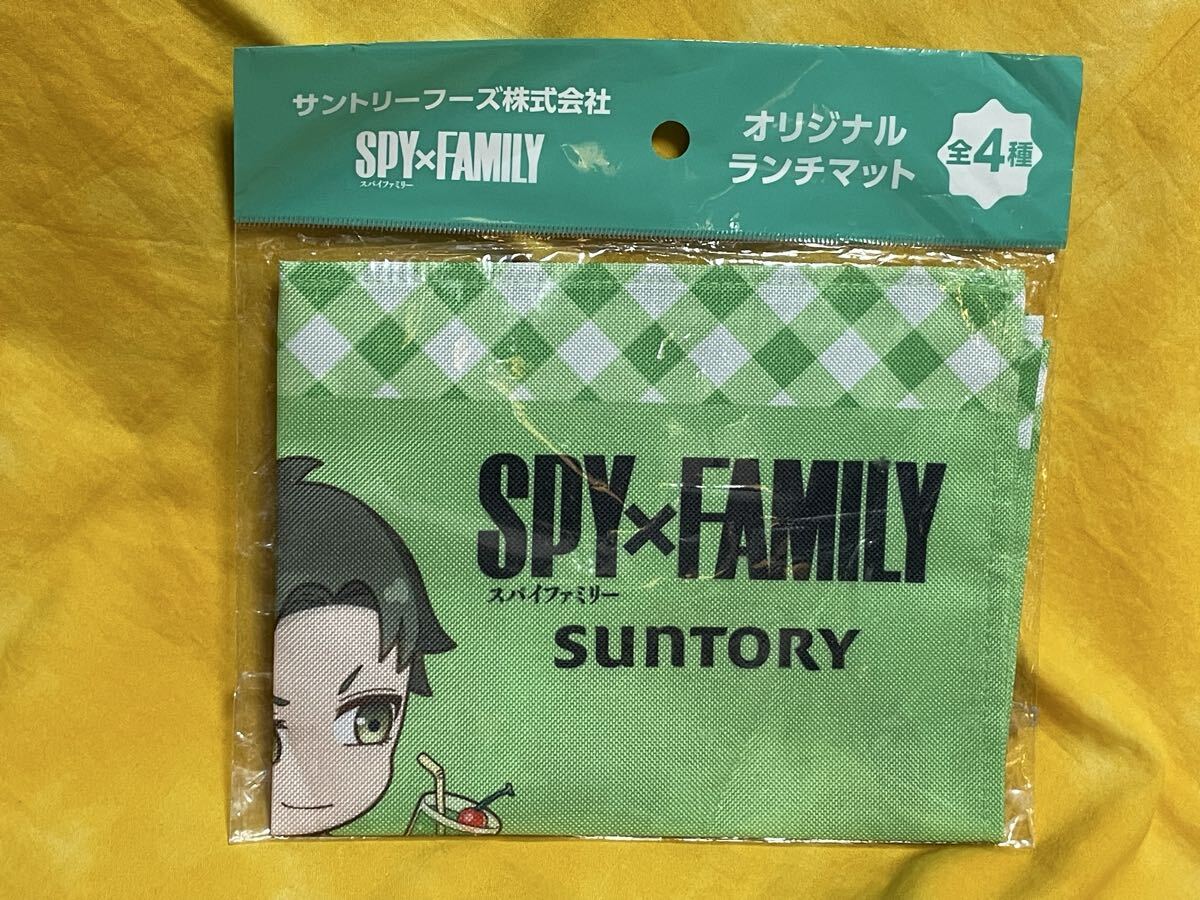 サントリーフーズ株式会社
SPY×FAMILY
スパイファミリー
オリジナル
ランチマット
全4種
SPY×FAMILY
スパイファミリー
SUNTORY